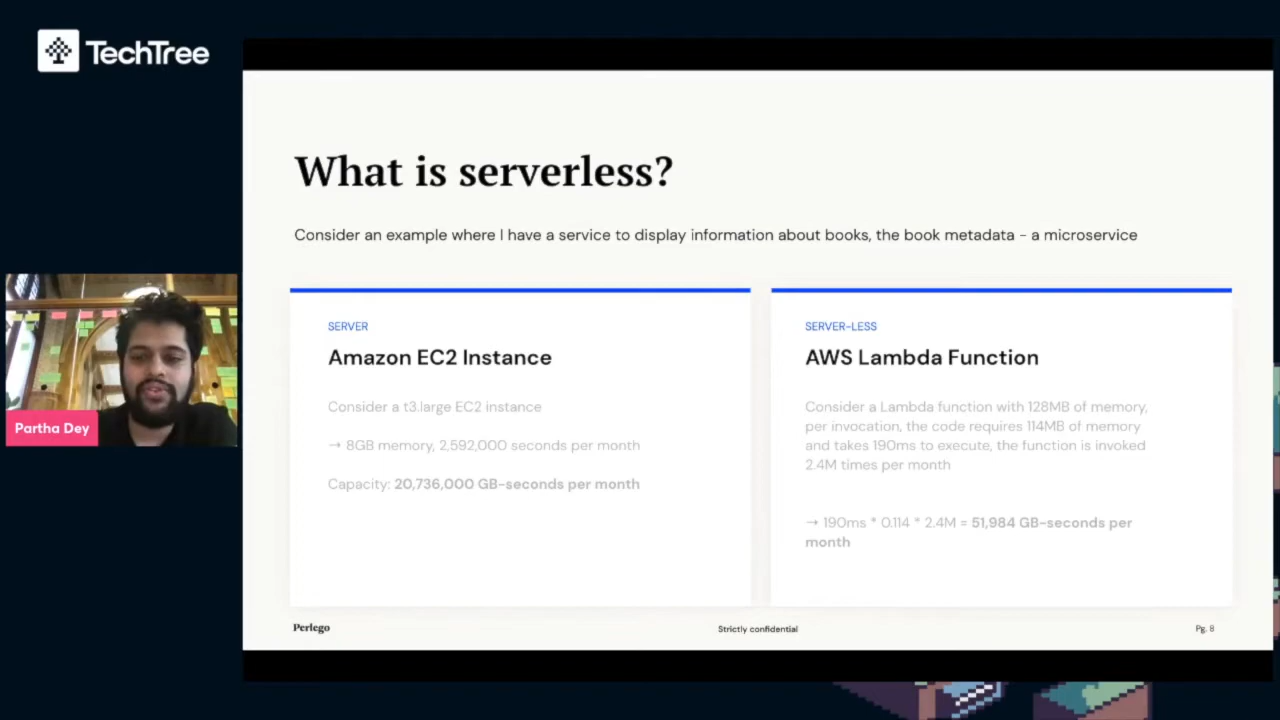 TechTree
What is serverless?
Consider an example where I have a service to display information about books, the book metadata - a microservice
SERVER
Amazon EC2 Instance
Consider a t3.large EC2 instance
→ 8GB memory, 2,592,000 seconds per month
Capacity: 20,736,000 GB-seconds per month
SERVER-LESS
AWS Lambda Function
Consider a Lambda function with 128MB of memory,
per invocation, the code requires 114MB of memory
and takes 190ms to execute, the function is invoked
2.4M times per month
→ 190ms * 0.114 * 2.4M = 51,984 GB-seconds per
month
Partha Dey
Perlego
Strictly confidential
Pg. 8